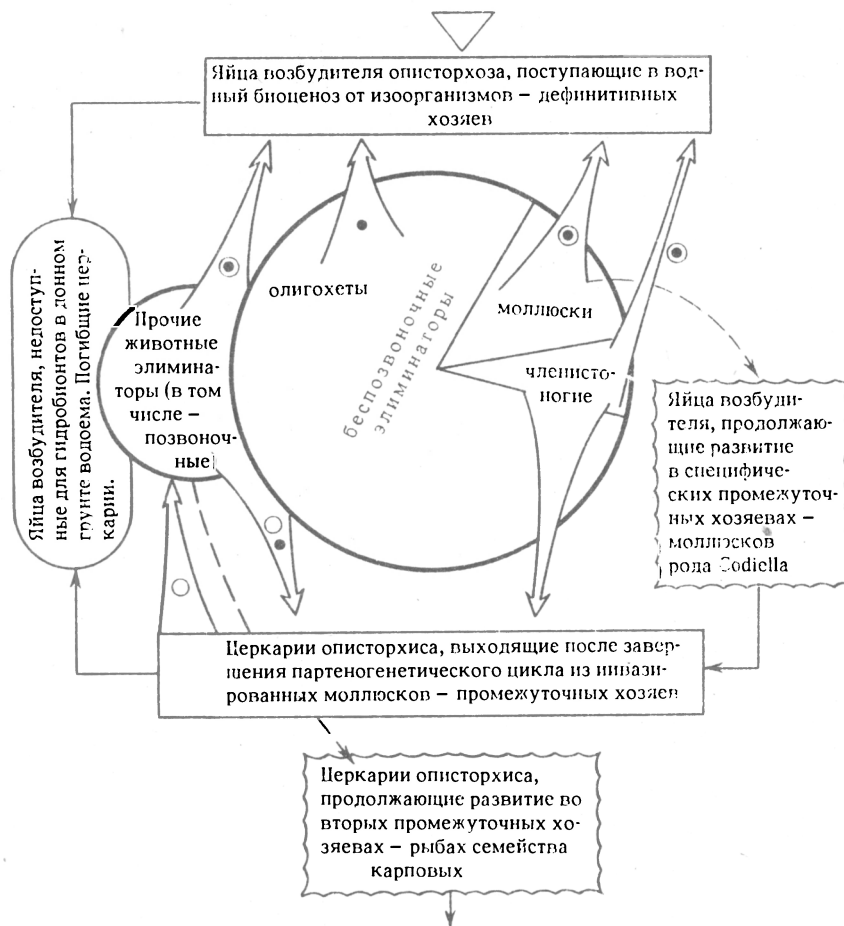 Яйца возбудителя описторхоза, поступающие в вод-
ный биоценоз от изоорганизмов – дефинитивных
хозяев
Яйца возбудителя, недоступ-
ные для гидробионтов в донном
грунте водоема. Погибшие цер-
карии.
Прочие
животные
элимина-
торы (в том
числе –
позвоноч-
ные)
олигохеты
беспозвоночные
элиминаторы
моллюски
членисто-
ногие
Яйца возбуди-
теля, продолжаю-
щие развитие
в специфиче-
ских промежуточ-
ных хозяевах –
моллюсков
рода Codiella
Церкарии описторхиса, выходящие после завер-
шения партеногенетического цикла из инвази-
рованных моллюсков – промежуточных хозяев
Церкарии описторхиса,
продолжающие развитие во
вторых промежуточных хо-
зяевах – рыбах семейства
карповых